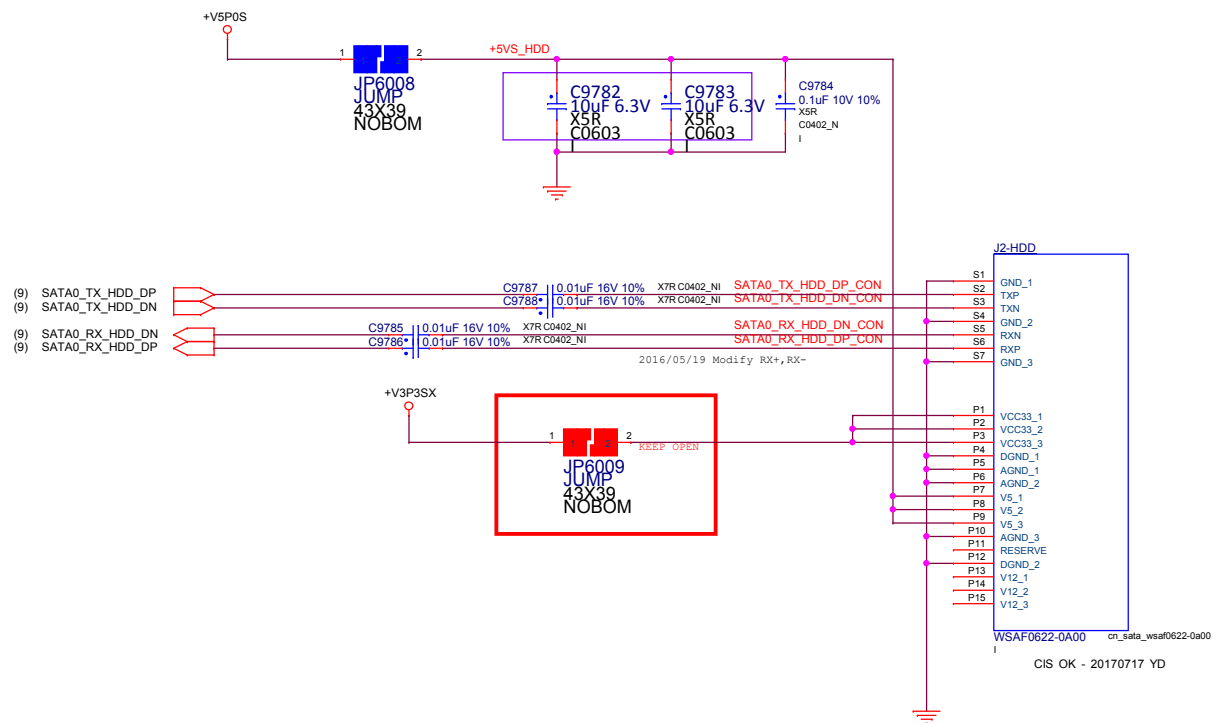 +V5P0S
1 1 2 2
JP6008
JUMP
43X39
NOBOM
+5VS_HDD
C9782
10uF 6.3V
X5R
C0603
C9783
10uF 6.3V
X5R
C0603
C9784
0.1uF 10V 10%
X5R
C0402_N
I
J2-HDD
(9) SATA0_TX_HDD_DP
(9) SATA0_TX_HDD_DN
(9) SATA0_RX_HDD_DN
(9) SATA0_RX_HDD_DP
C9787 0.01uF 16V 10% X7R C0402_NI SATA0_TX_HDD_DP_CON
C9788 0.01uF 16V 10% X7R C0402_NI SATA0_TX_HDD_DN_CON
C9785 0.01uF 16V 10% X7R C0402_NI SATA0_RX_HDD_DN_CON
C9786 0.01uF 16V 10% X7R C0402_NI SATA0_RX_HDD_DP_CON
2016/05/19 Modify RX+,RX-
S1 GND_1
S2 TXP
S3 TXN
S4 GND_2
S5 RXN
S6 RXP
S7 GND_3
+V3P3SX
1 1 2 2
KEEP OPEN
JP6009
JUMP
43X39
NOBOM
P1 VCC33_1
P2 VCC33_2
P3 VCC33_3
P4 DGND_1
P5 AGND_1
P6 AGND_2
P7 V5_1
P8 V5_2
P9 V5_3
P10 AGND_3
P11 RESERVE
P12 DGND_2
P13 V12_1
P14 V12_2
P15 V12_3
WSAF0622-0A00 cn_sata_wsaf0622-0a00
I
CIS OK - 20170717 YD